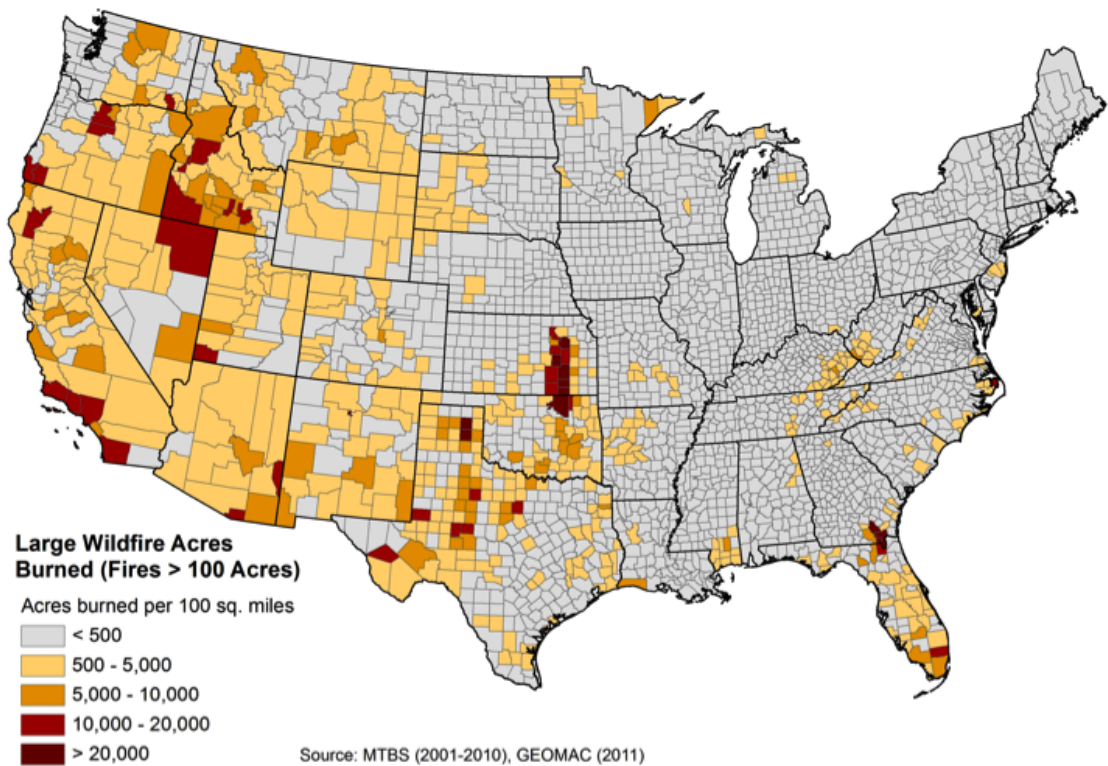 Large Wildfire Acres
Burned (Fires > 100 Acres)
Acres burned per 100 sq. miles
< 500
500 - 5,000
5,000 - 10,000
10,000 - 20,000
> 20,000
Source: MTBS (2001-2010), GEOMAC (2011)